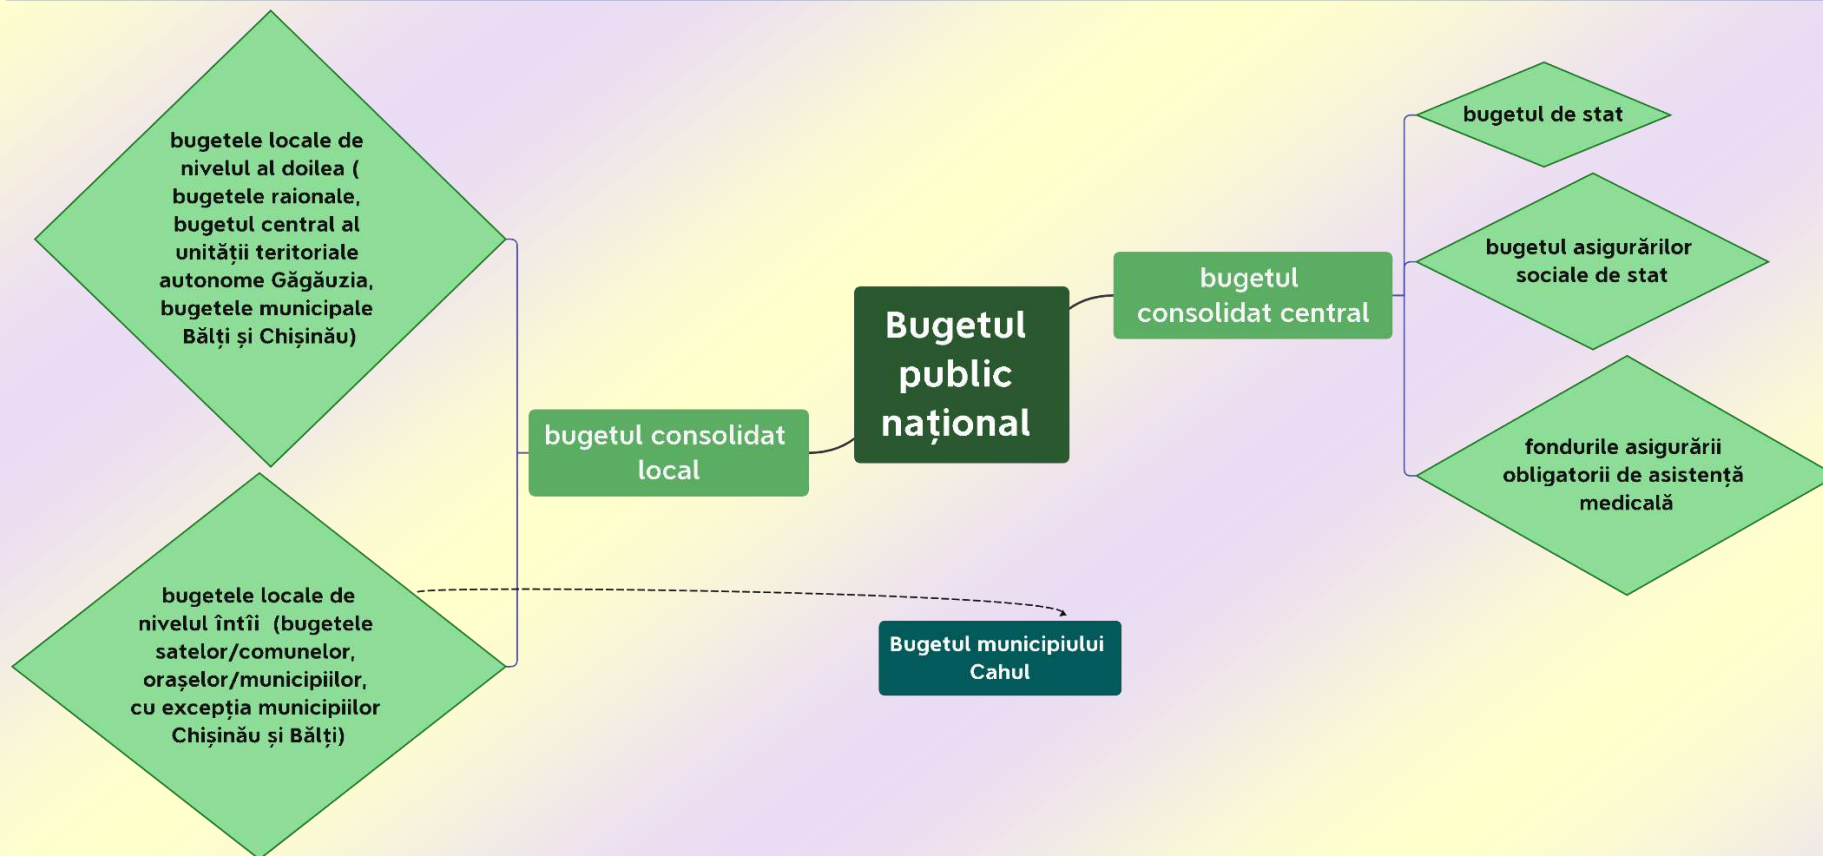 bugetele locale de
nivelul al doilea (
bugetele raionale,
bugetul central al
unității teritoriale
autonome Găgăuzia,
bugetele municipale
Bălți și Chișinău)
bugetele locale de
nivelul întîi (bugetele
satelor/comunelor,
orașelor/municipiilor,
cu excepția municipiilor
Chișinău și Bălți)
bugetul consolidat
local
Bugetul
public
național
Bugetul municipiului
Cahul
bugetul
consolidat central
bugetul de stat
bugetul asigurărilor
sociale de stat
fondurile asigurării
obligatorii de asistență
medicală